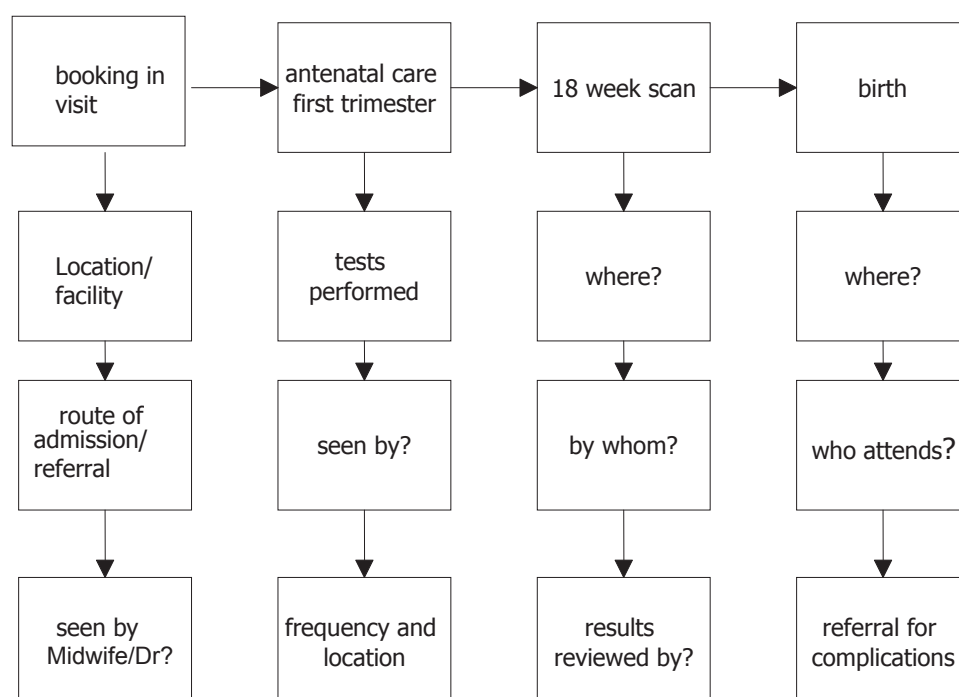 booking in
visit
antenatal care
first trimester
18 week scan
birth
Location/
facility
tests
performed
where?
where?
route of
admission/
referral
seen by?
by whom?
who attends?
seen by
Midwife/Dr?
frequency and
location
results
reviewed by?
referral for
complications